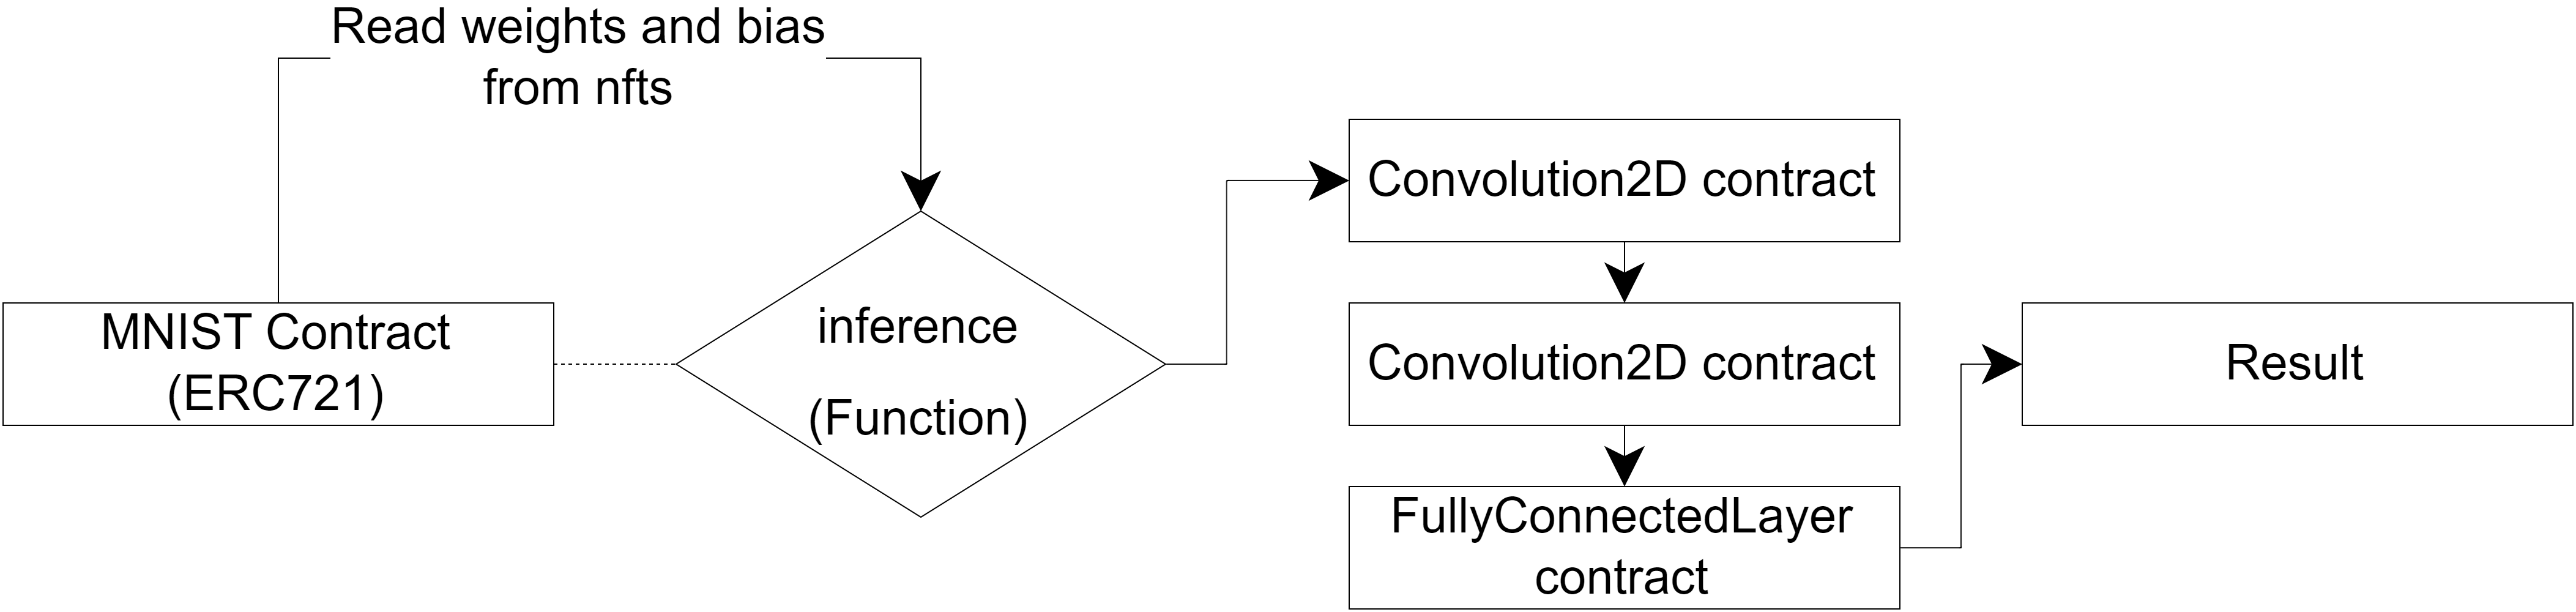 Read weights and bias
from nfts
MNIST Contract
(ERC721)
inference
(Function)
Convolution2D contract
Convolution2D contract
FullyConnectedLayer
contract
Result